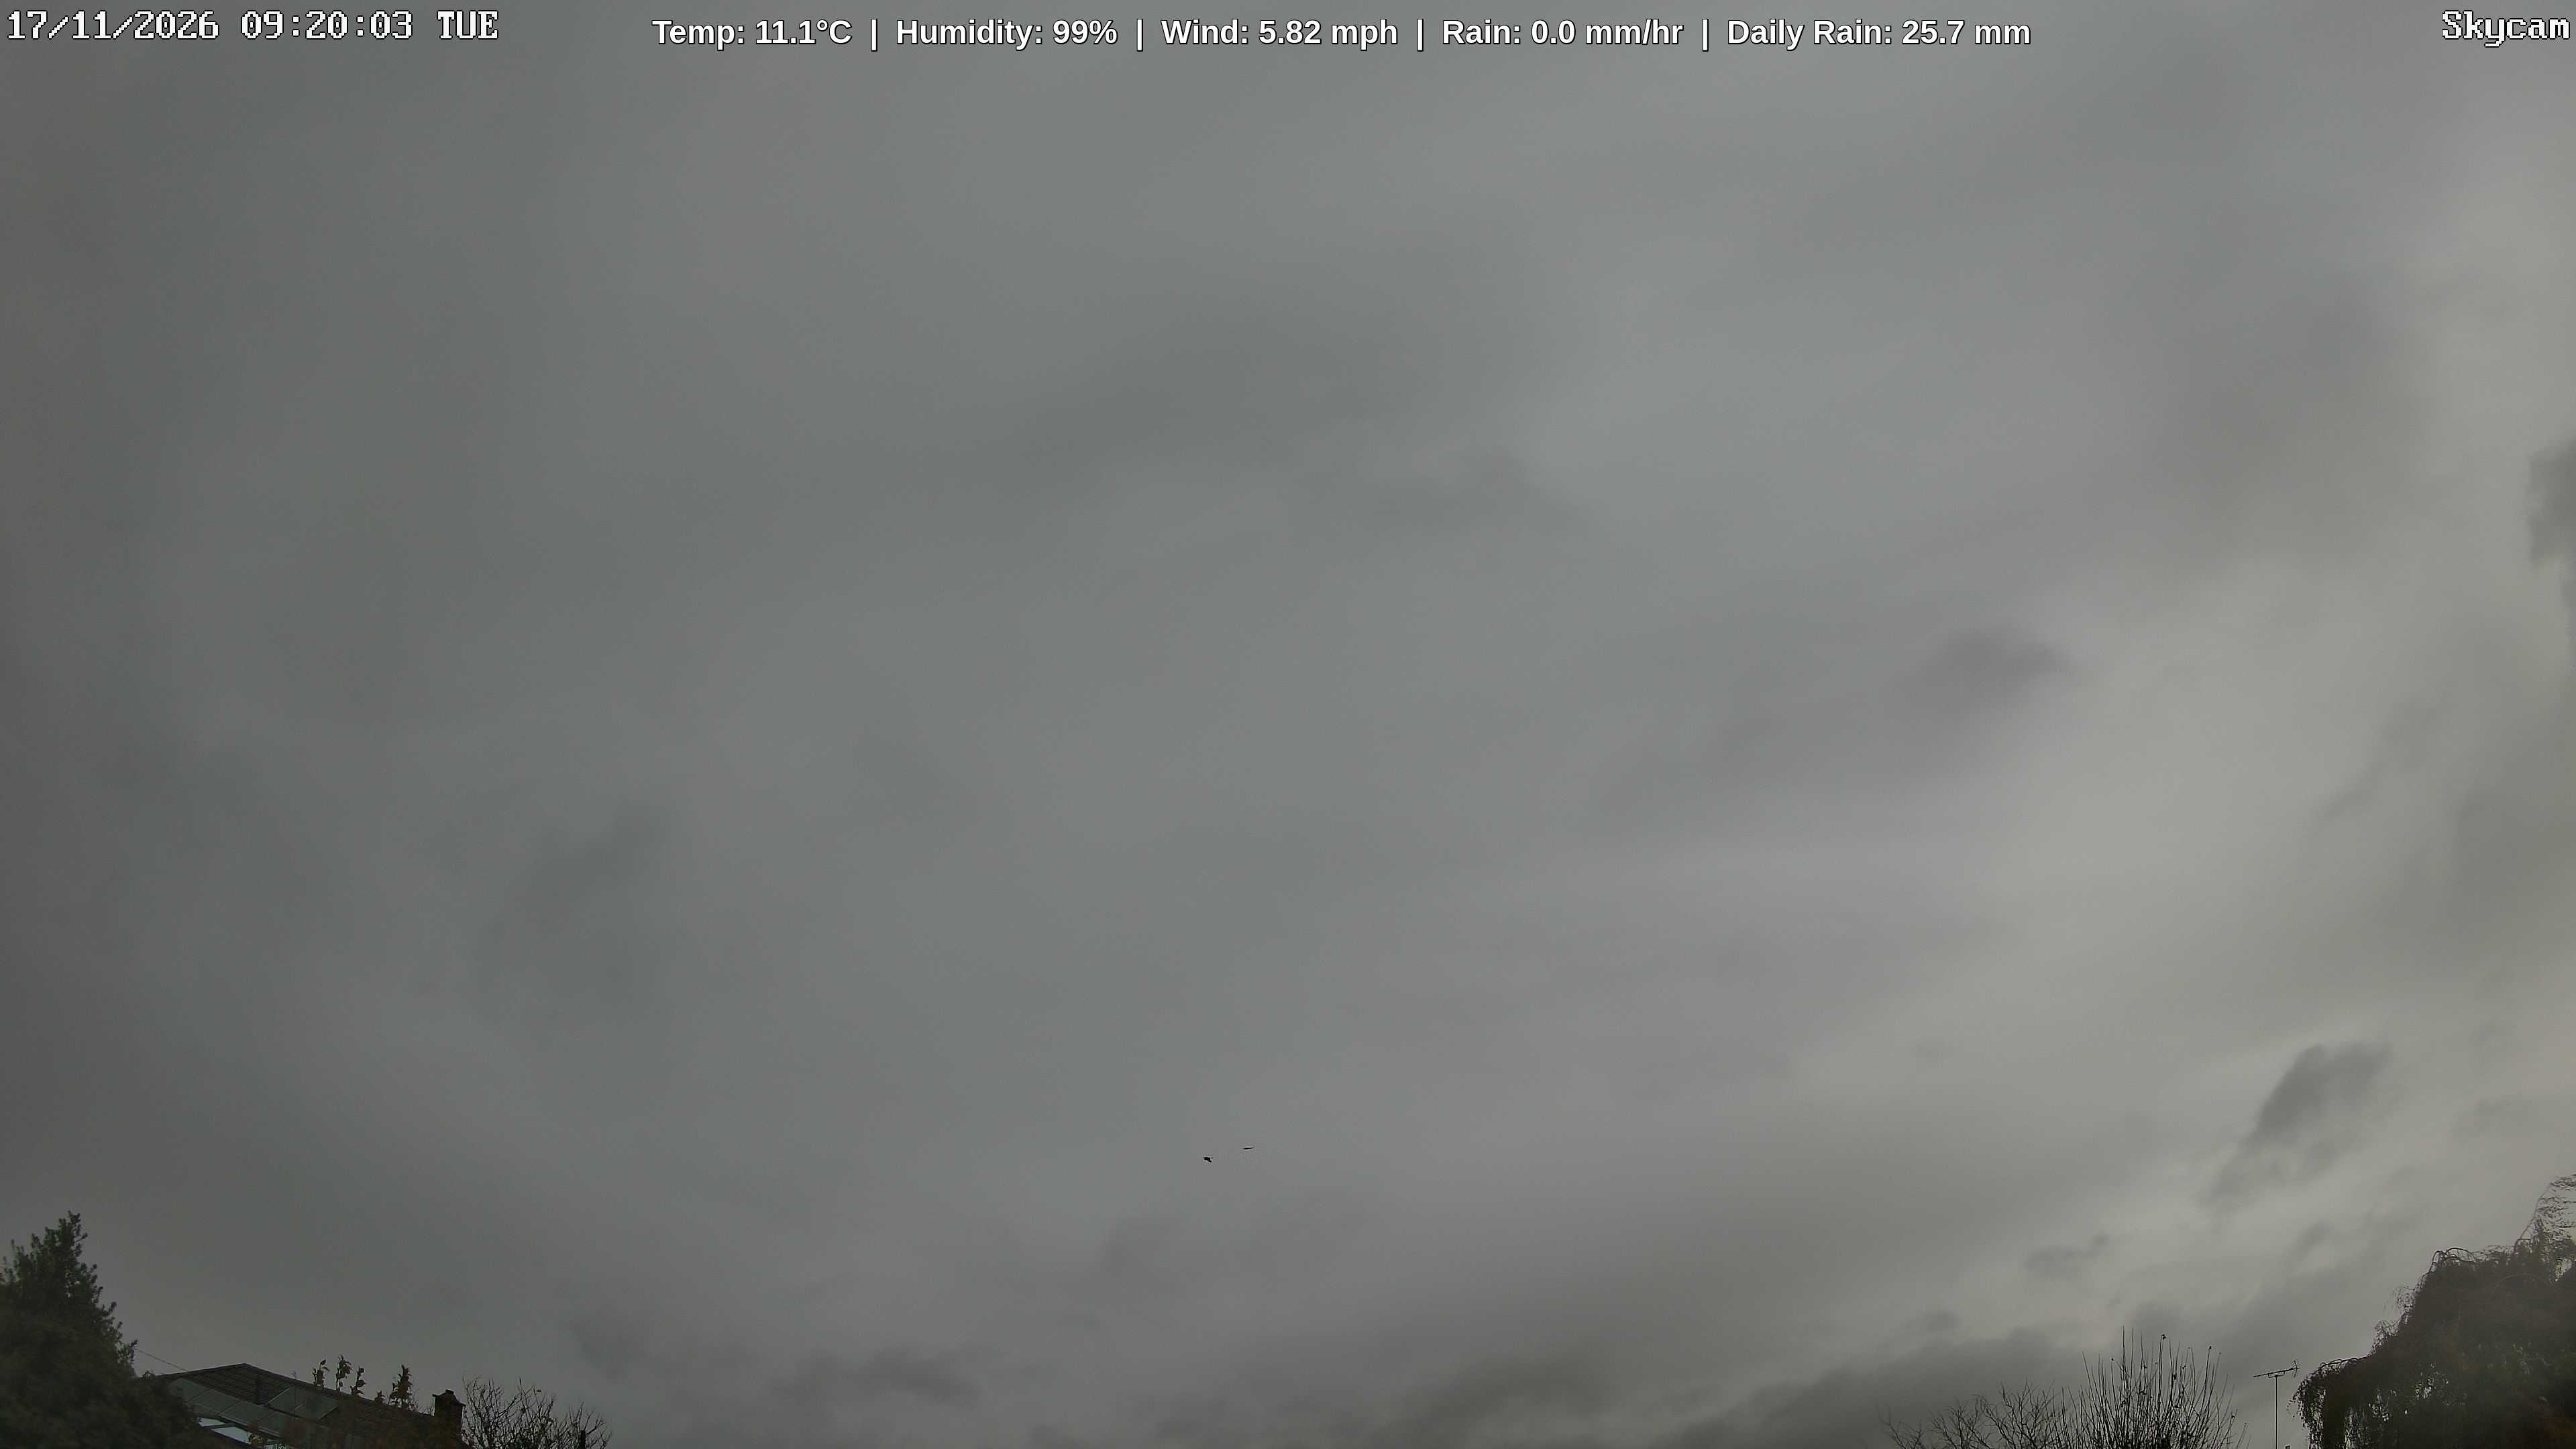 17/11/2026 09:20:03 TUE
Temp: 11.1°C | Humidity: 99% | Wind: 5.82 mph | Rain: 0.0 mm/hr | Daily Rain: 25.7 mm
Skycam